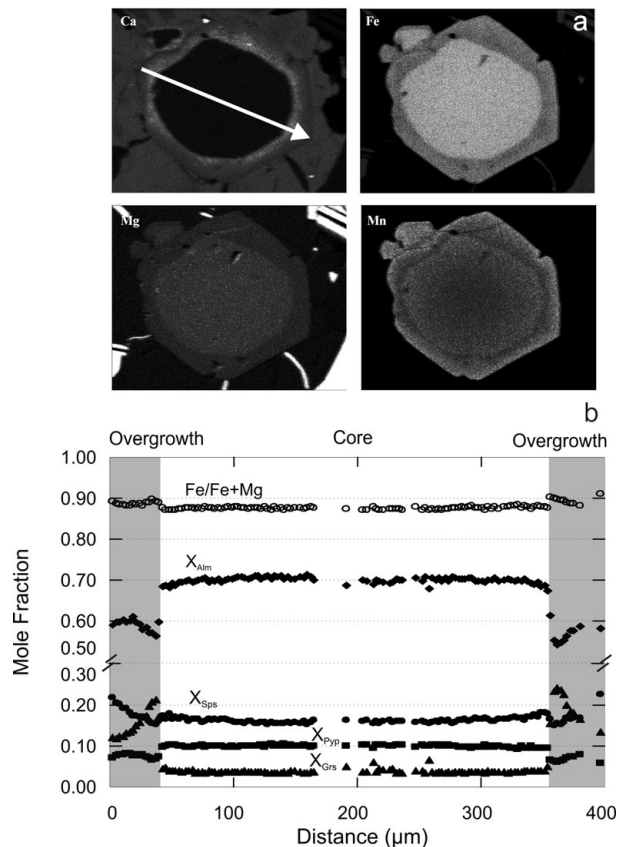 Ca
Fe
a
Mg
Mn
b
Overgrowth
Core
Overgrowth
1.00
0.90
0.80
0.70
0.60
0.50
0.30
0.20
0.10
0.00
Mole Fraction
Fe/Fe+Mg
XAlm
XSps
XPyp
XGrs
0
100
200
300
400
Distance (µm)